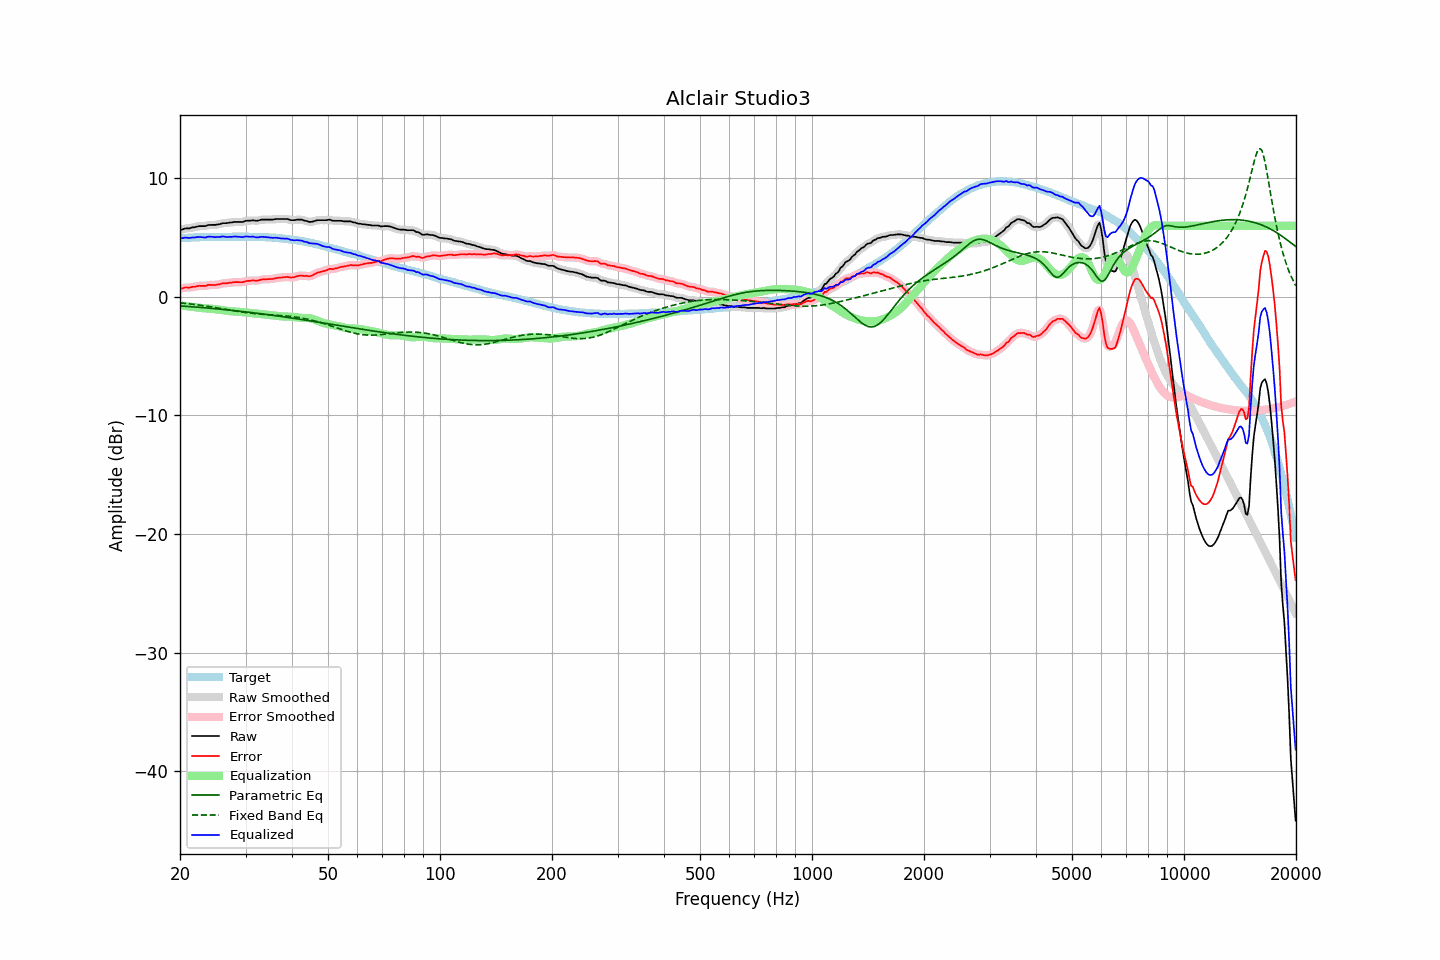 Alclair Studio3
10
0
−10
−20
−30
−40
Amplitude (dBr)
Target
Raw Smoothed
Error Smoothed
Raw
Error
Equalization
Parametric Eq
Fixed Band Eq
Equalized
20 50 100 200 500 1000 2000 5000 10000 20000
Frequency (Hz)